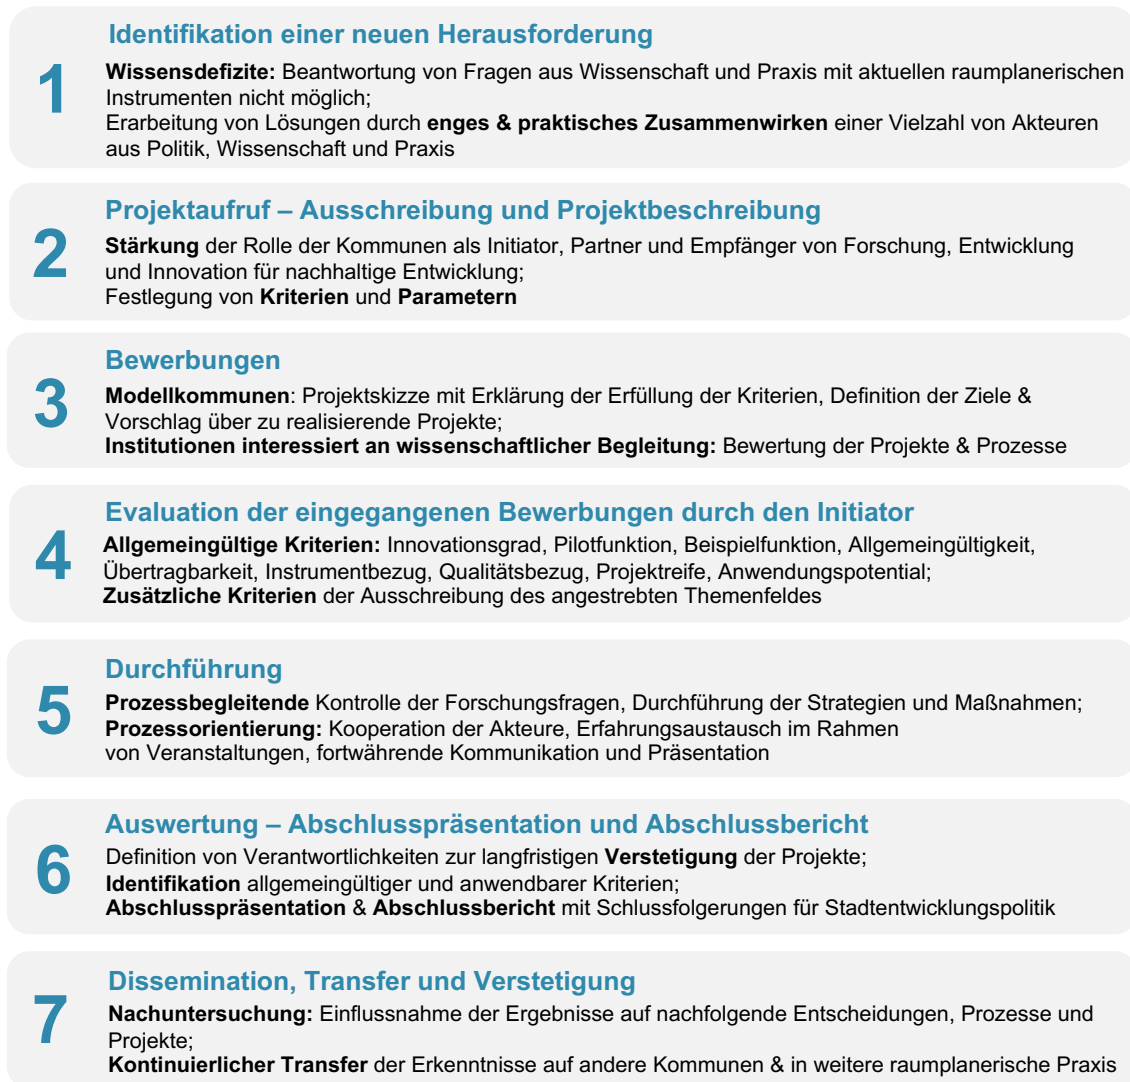 Identifikation einer neuen Herausforderung
1
Wissensdefizite: Beantwortung von Fragen aus Wissenschaft und Praxis mit aktuellen raumplanerischen
Instrumenten nicht möglich;
Erarbeitung von Lösungen durch enges & praktisches Zusammenwirken einer Vielzahl von Akteuren
aus Politik, Wissenschaft und Praxis
Projektaufruf – Ausschreibung und Projektbeschreibung
2
Stärkung der Rolle der Kommunen als Initiator, Partner und Empfänger von Forschung, Entwicklung
und Innovation für nachhaltige Entwicklung;
Festlegung von Kriterien und Parametern
Bewerbungen
3
Modellkommunen: Projektskizze mit Erklärung der Erfüllung der Kriterien, Definition der Ziele &
Vorschlag über zu realisierende Projekte;
Institutionen interessiert an wissenschaftlicher Begleitung: Bewertung der Projekte & Prozesse
Evaluation der eingegangenen Bewerbungen durch den Initiator
4
Allgemeingültige Kriterien: Innovationsgrad, Pilotfunktion, Beispielfunktion, Allgemeingültigkeit,
Übertragbarkeit, Instrumentbezug, Qualitätsbezug, Projektreife, Anwendungspotential;
Zusätzliche Kriterien der Ausschreibung des angestrebten Themenfeldes
Durchführung
5
Prozessbegleitende Kontrolle der Forschungsfragen, Durchführung der Strategien und Maßnahmen;
Prozessorientierung: Kooperation der Akteure, Erfahrungsaustausch im Rahmen
von Veranstaltungen, fortwährende Kommunikation und Präsentation
Auswertung – Abschlusspräsentation und Abschlussbericht
6
Definition von Verantwortlichkeiten zur langfristigen Verstetigung der Projekte;
Identifikation allgemeingültiger und anwendbarer Kriterien;
Abschlusspräsentation & Abschlussbericht mit Schlussfolgerungen für Stadtentwicklungspolitik
Dissemination, Transfer und Verstetigung
7
Nachuntersuchung: Einflussnahme der Ergebnisse auf nachfolgende Entscheidungen, Prozesse und
Projekte;
Kontinuierlicher Transfer der Erkenntnisse auf andere Kommunen & in weitere raumplanerische Praxis